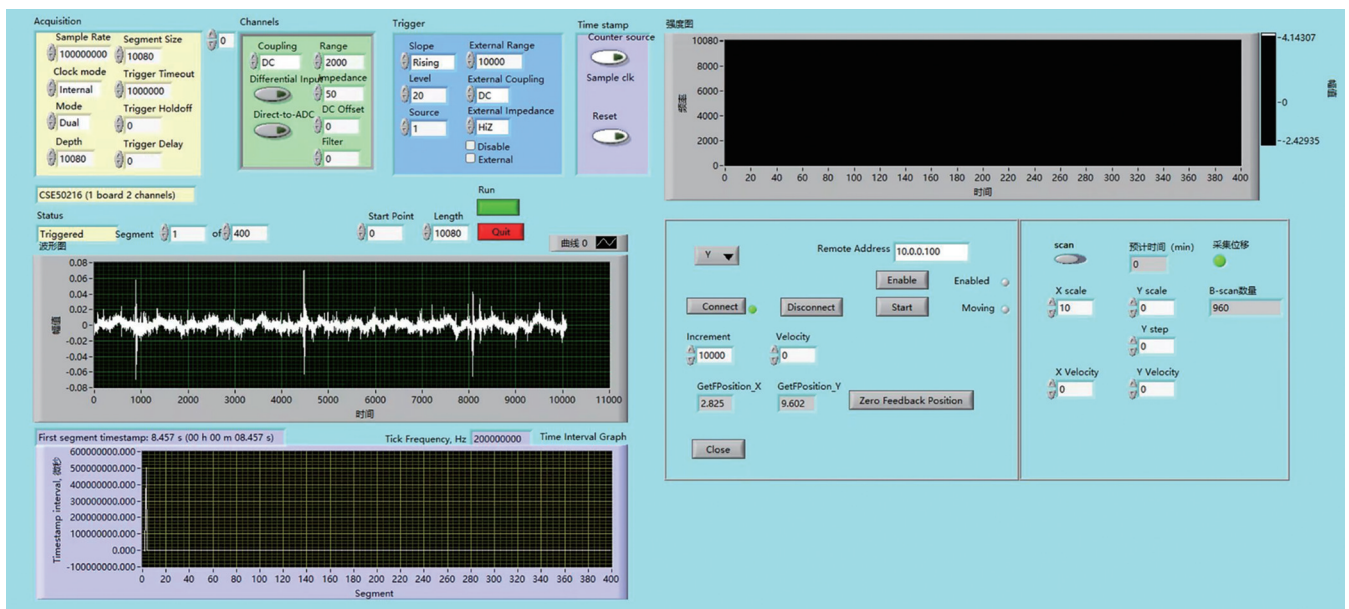 Acquisition
Sample Rate
100000000
Segment Size
10080
Clock mode
Internal
Trigger Timeout
1000000
Mode
Dual
Trigger Holdoff
0
Depth
10080
Trigger Delay
0
0
Channels
Coupling
DC
Range
2000
Differential Input
Impedance
50
Direct-to-ADC
DC Offset
0
Filter
0
Trigger
Slope
Rising
External Range
10000
Level
20
External Coupling
DC
Source
1
External Impedance
HiZ
Disable
External
Time stamp
Counter source
Sample clk
Reset
CSE50216 (1 board 2 channels)
Status
Triggered
Segment 1 of 400
Start Point
0
Length
10080
Run
Quit
波形图
曲线 0
幅值
0.08
0.06
0.04
0.02
0
-0.02
-0.04
-0.06
-0.08
0 1000 2000 3000 4000 5000 6000 7000 8000 9000 10000 11000
时间
First segment timestamp: 8.457 s (00 h 00 m 08.457 s)
Tick Frequency, Hz 200000000
Time Interval Graph
Timestamp interval, 微秒
600000000.000
500000000.000
400000000.000
300000000.000
200000000.000
100000000.000
0.000
-100000000.000
0 20 40 60 80 100 120 140 160 180 200 220 240 260 280 300 320 340 360 380 400
Segment
强度图
频率
10080
8000
6000
4000
2000
0
0 20 40 60 80 100 120 140 160 180 200 220 240 260 280 300 320 340 360 380 400
时间
4.14307
0
-2.42935
幅值
Y
Remote Address 10.0.0.100
Enable
Enabled
Connect
Disconnect
Start
Moving
Increment
10000
Velocity
0
GetFPosition_X
2.825
GetFPosition_Y
9.602
Zero Feedback Position
Close
scan
预计时间 (min)
0
采集位移
X scale
10
Y scale
0
B-scan数量
960
Y step
0
X Velocity
0
Y Velocity
0